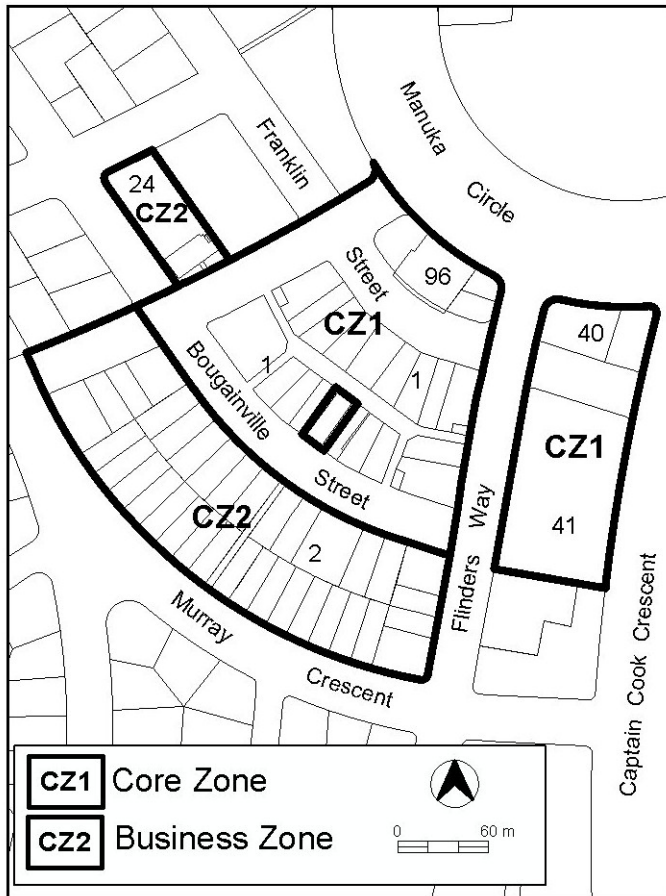 Manuka
Circle
Franklin
Street
24
CZ2
96
CZ1
1
1
40
Bougainville
Street
CZ1
41
CZ2
2
Flinders Way
Murray
Crescent
Captain Cook Crescent
CZ1 Core Zone
CZ2 Business Zone
0 60 m